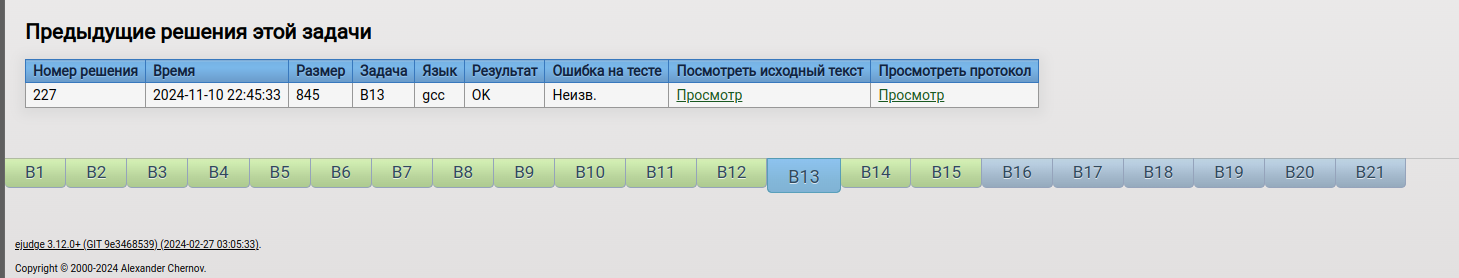 Предыдущие решения этой задачи
Номер решения Время Размер Задача Язык Результат Ошибка на тесте Посмотреть исходный текст Просмотреть протокол
227 2024-11-10 22:45:33 845 B13 gcc OK Неизв. Просмотр Просмотр
B1 B2 B3 B4 B5 B6 B7 B8 B9 B10 B11 B12 B13 B14 B15 B16 B17 B18 B19 B20 B21
ejudge 3.12.0+ (GIT 9e3468539) (2024-02-27 03:05:33).
Copyright © 2000-2024 Alexander Chernov.